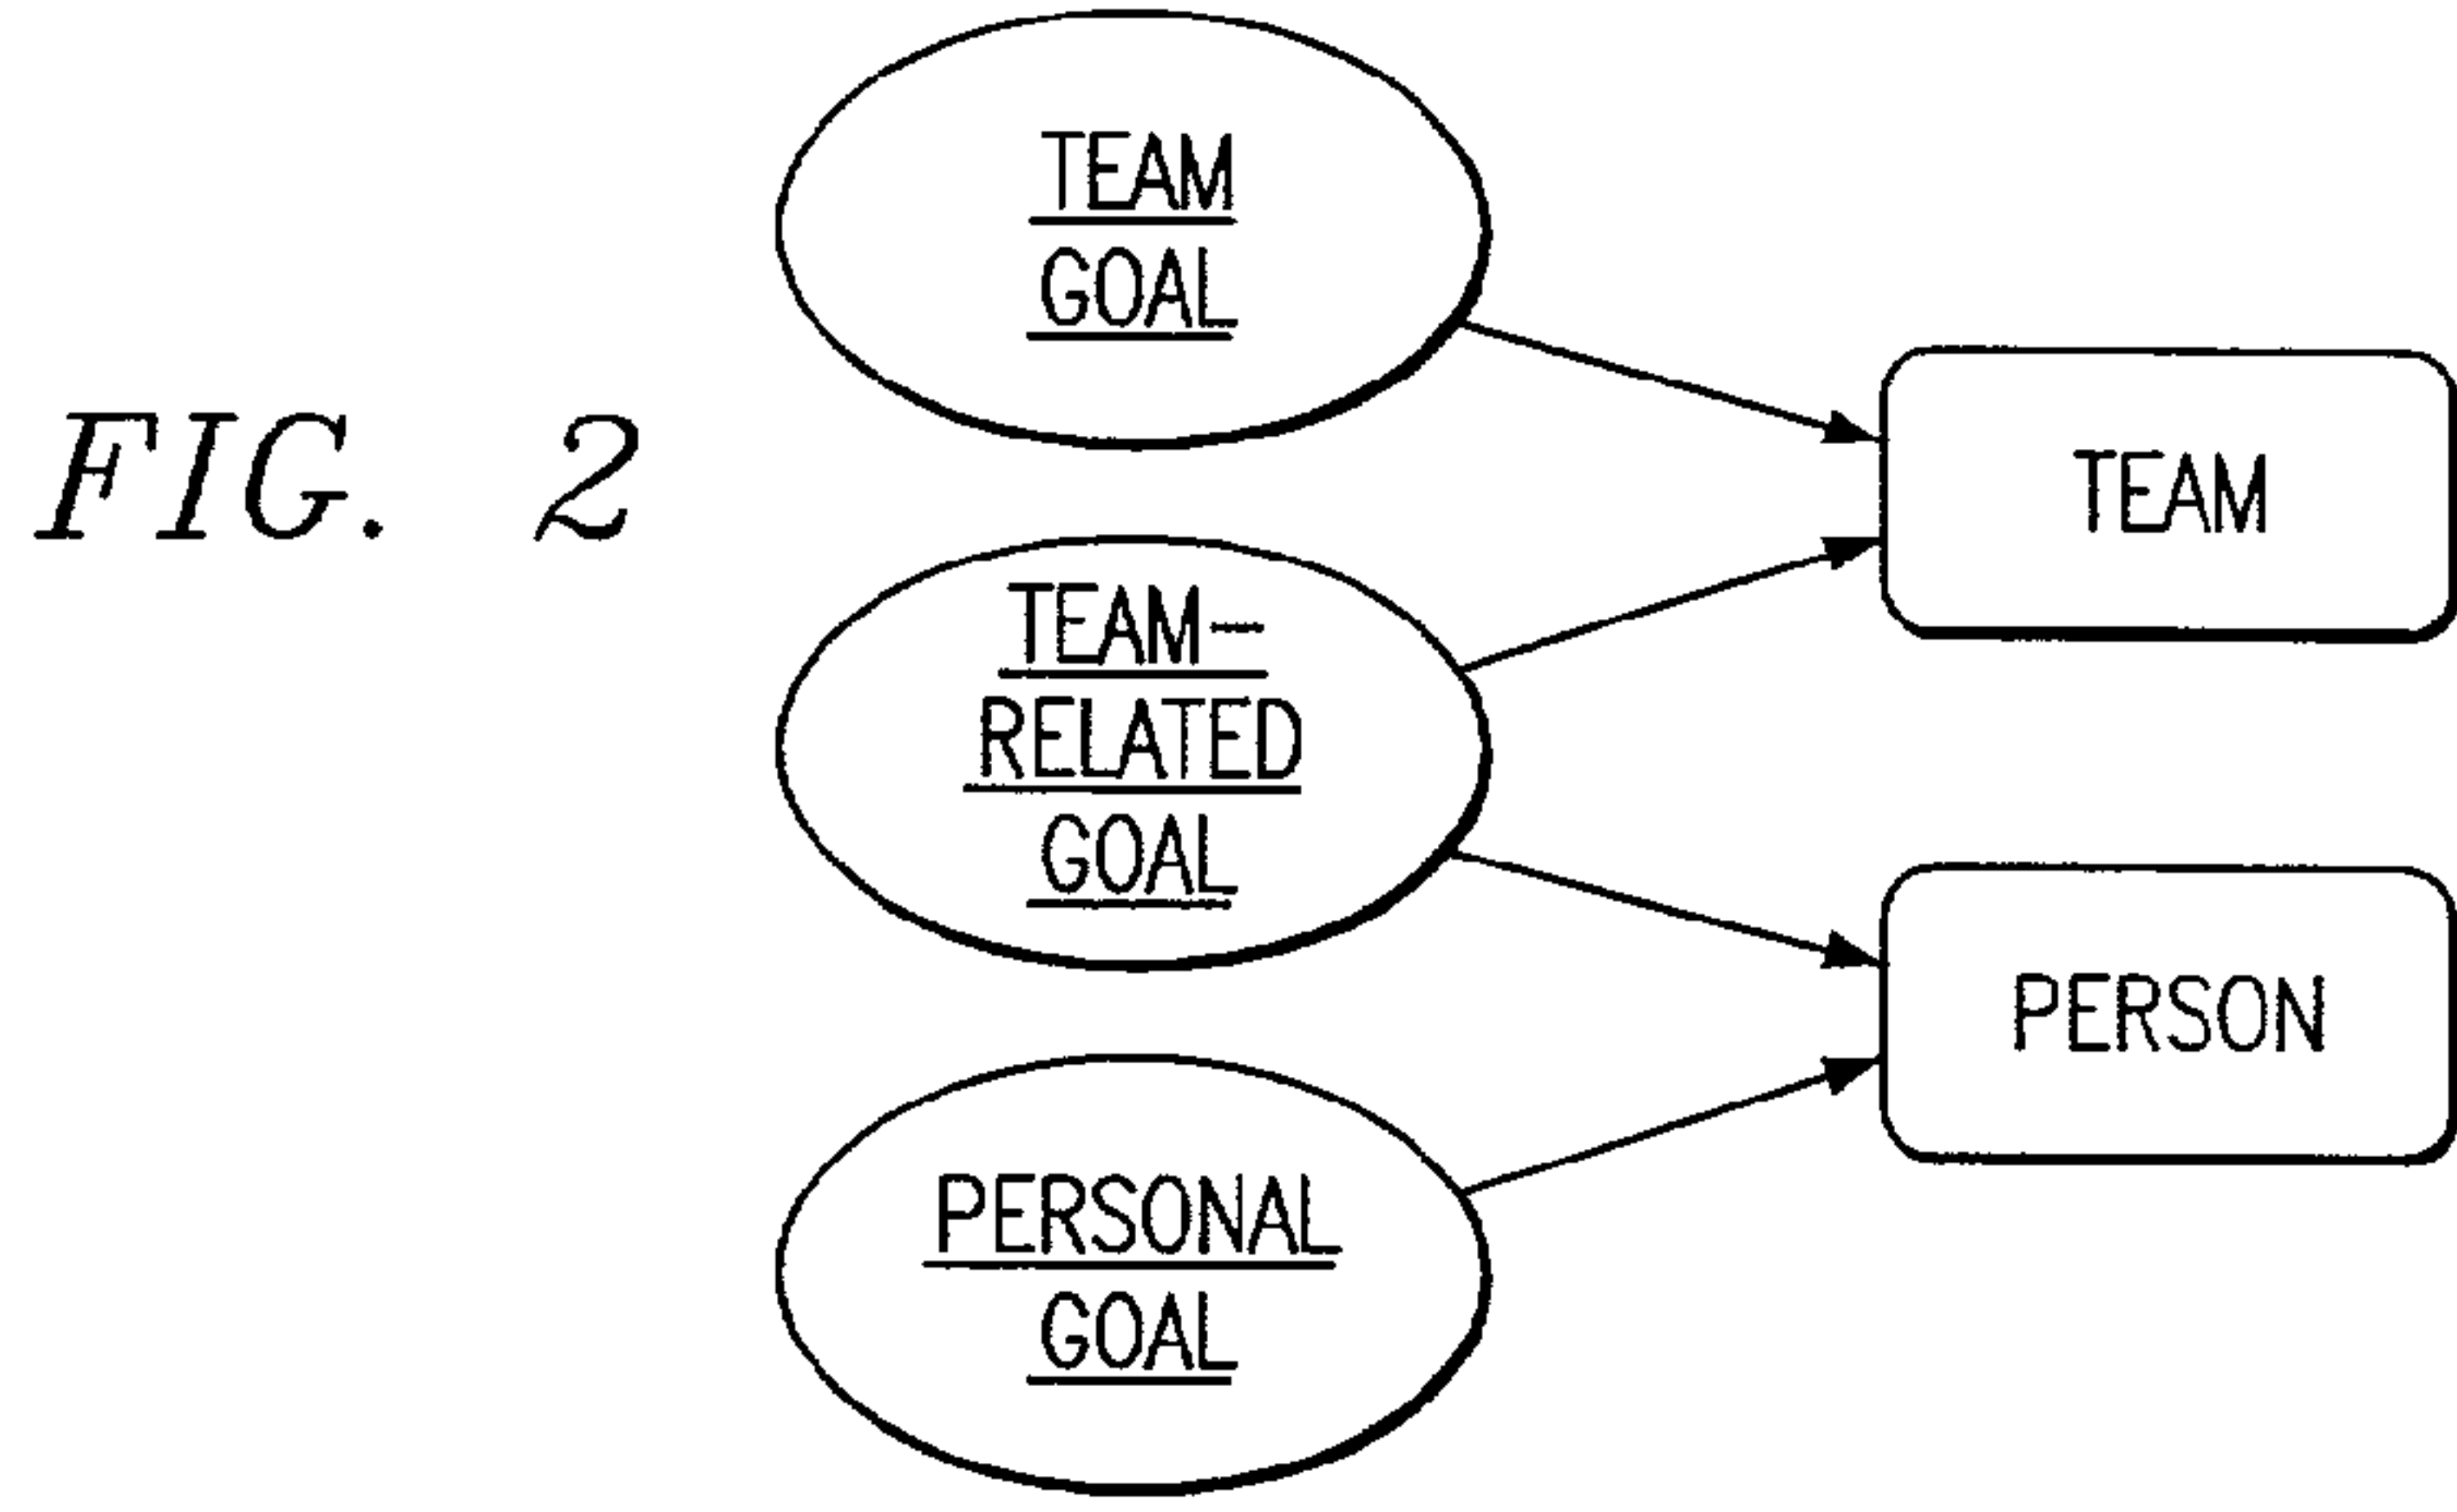 FIG. 2
TEAM
GOAL
TEAM
TEAM-
RELATED
GOAL
PERSON
PERSONAL
GOAL